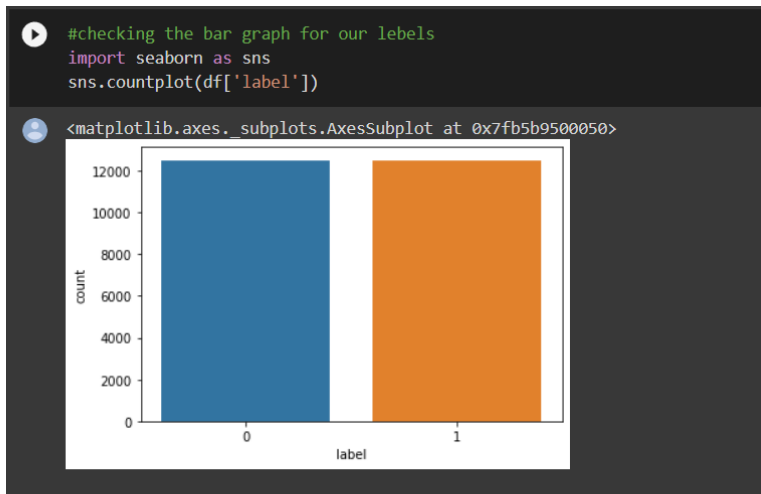 #checking the bar graph for our lebels
import seaborn as sns
sns.countplot(df['label'])
<matplotlib.axes._subplots.AxesSubplot at 0x7fb5b9500050>
12000
10000
8000
6000
4000
2000
0
count
0 1
label